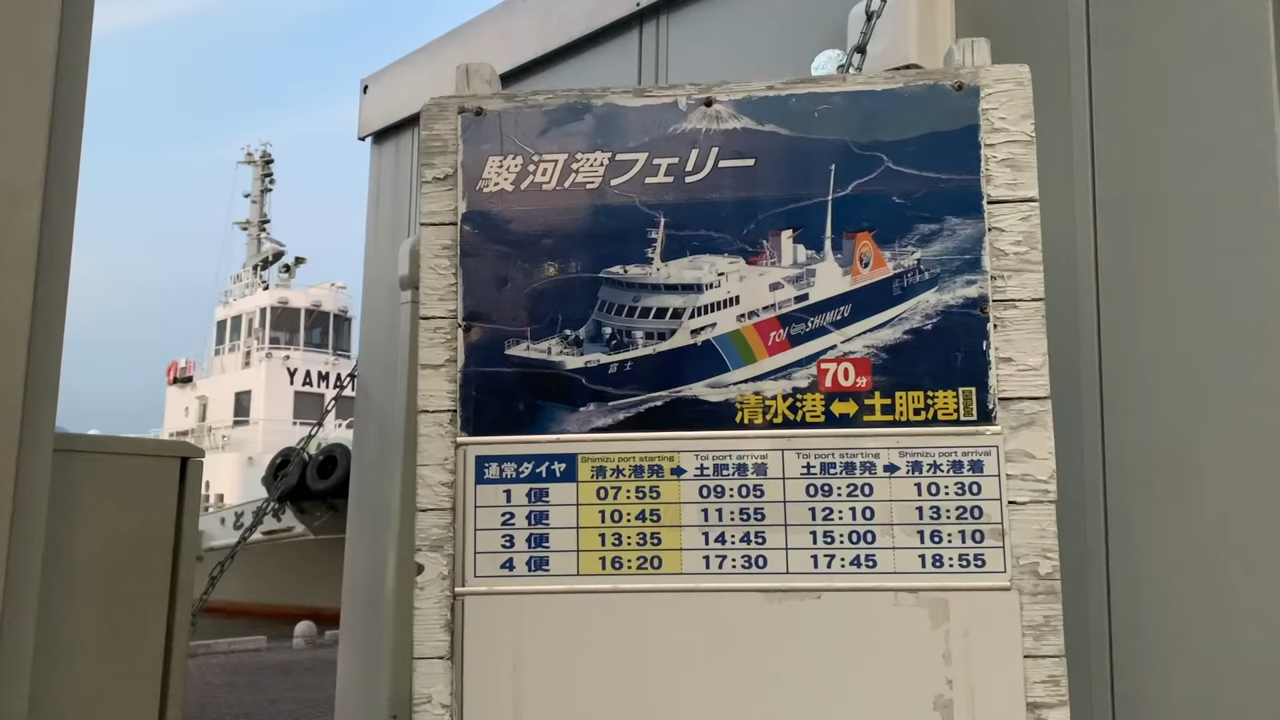 駿河湾フェリー
TOI SHIMIZU
富士
70分
清水港⇔土肥港
通常ダイヤ Shimizu port starting 清水港発➡ Toi port arrival 土肥港着 Toi port starting 土肥港発➡ Shimizu port arrival 清水港着
1便 07:55 09:05 09:20 10:30
2便 10:45 11:55 12:10 13:20
3便 13:35 14:45 15:00 16:10
4便 16:20 17:30 17:45 18:55
YAMAT